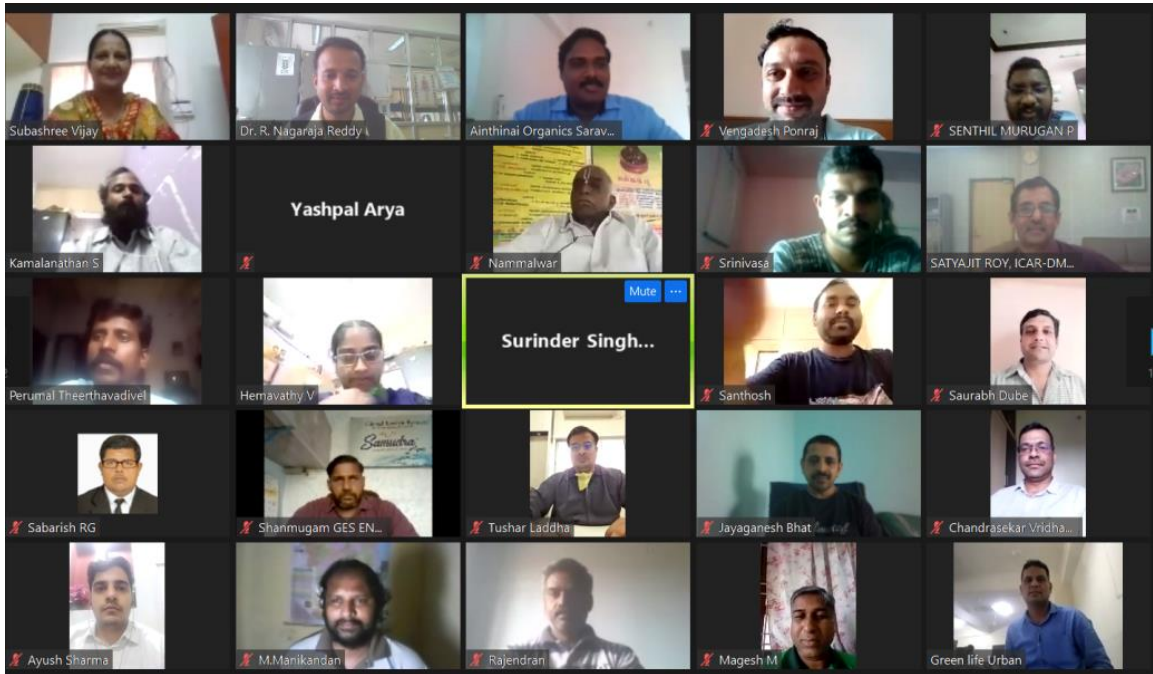 Subashree Vijay
Dr. R. Nagaraja Reddy
Ainthinai Organics Sarav...
Vengadesh Ponraj
SENTHIL MURUGAN P
Kamalanathan S
Yashpal Arya
Nammalwar
Srinivasa
SATYAJIT ROY, ICAR-DM...
Perumal Theerthavadivel
Hemavathy V
Mute ...
Surinder Singh...
Santhosh
Saurabh Dube
Sabarish RG
Samudra
Shanmugam GES EN...
Tushar Laddha
Jayaganesh Bhat
Chandrasekar Vridha...
Ayush Sharma
M.Manikandan
Rajendran
Magesh M
Green life Urban